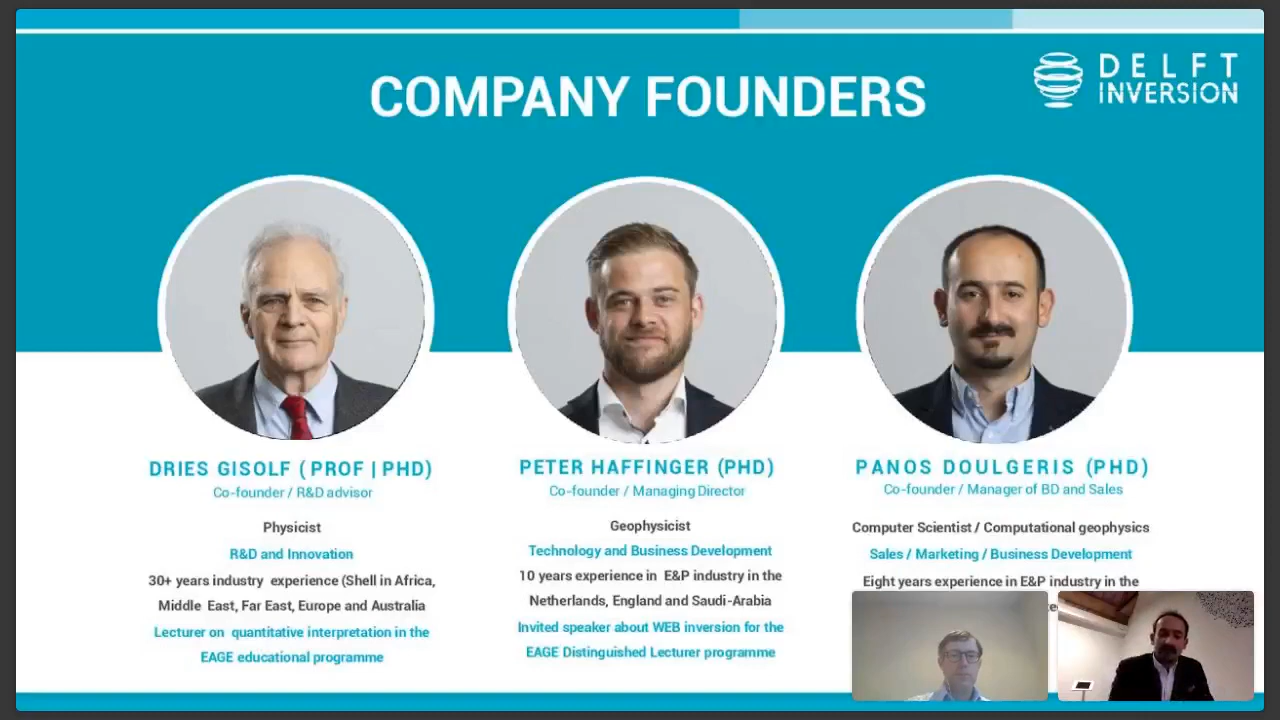 COMPANY FOUNDERS
DELFT
INVERSION
DRIES GISOLF ( PROF | PHD)
Co-founder / R&D advisor
Physicist
R&D and Innovation
30+ years industry experience (Shell in Africa,
Middle East, Far East, Europe and Australia
Lecturer on quantitative interpretation in the
EAGE educational programme
PETER HAFFINGER (PHD)
Co-founder / Managing Director
Geophysicist
Technology and Business Development
10 years experience in E&P industry in the
Netherlands, England and Saudi-Arabia
Invited speaker about WEB inversion for the
EAGE Distinguished Lecturer programme
PANOS DOULGERIS (PHD)
Co-founder / Manager of BD and Sales
Computer Scientist / Computational geophysics
Sales / Marketing / Business Development
Eight years experience in E&P industry in the